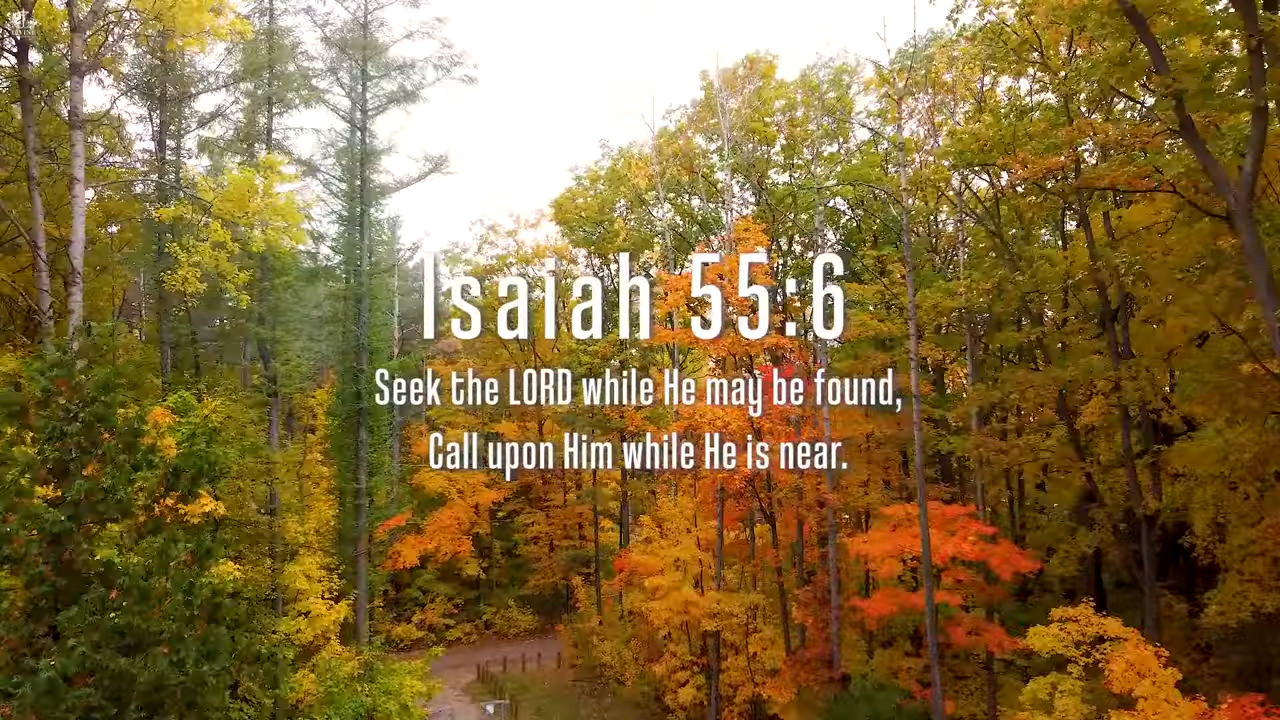 Isaiah 55:6
Seek the LORD while He may be found,
Call upon Him while He is near.